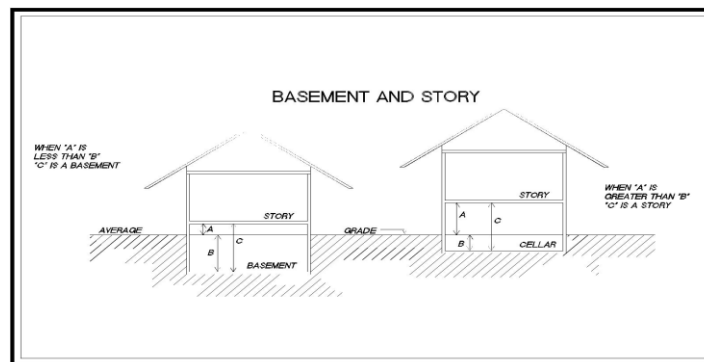 BASEMENT AND STORY
WHEN "A" IS
LESS THAN "B"
"C" IS A BASEMENT
WHEN "A" IS
GREATER THAN "B"
"C" IS A STORY
STORY
A
C
B
BASEMENT
AVERAGE
GRADE
STORY
A
C
B
CELLAR